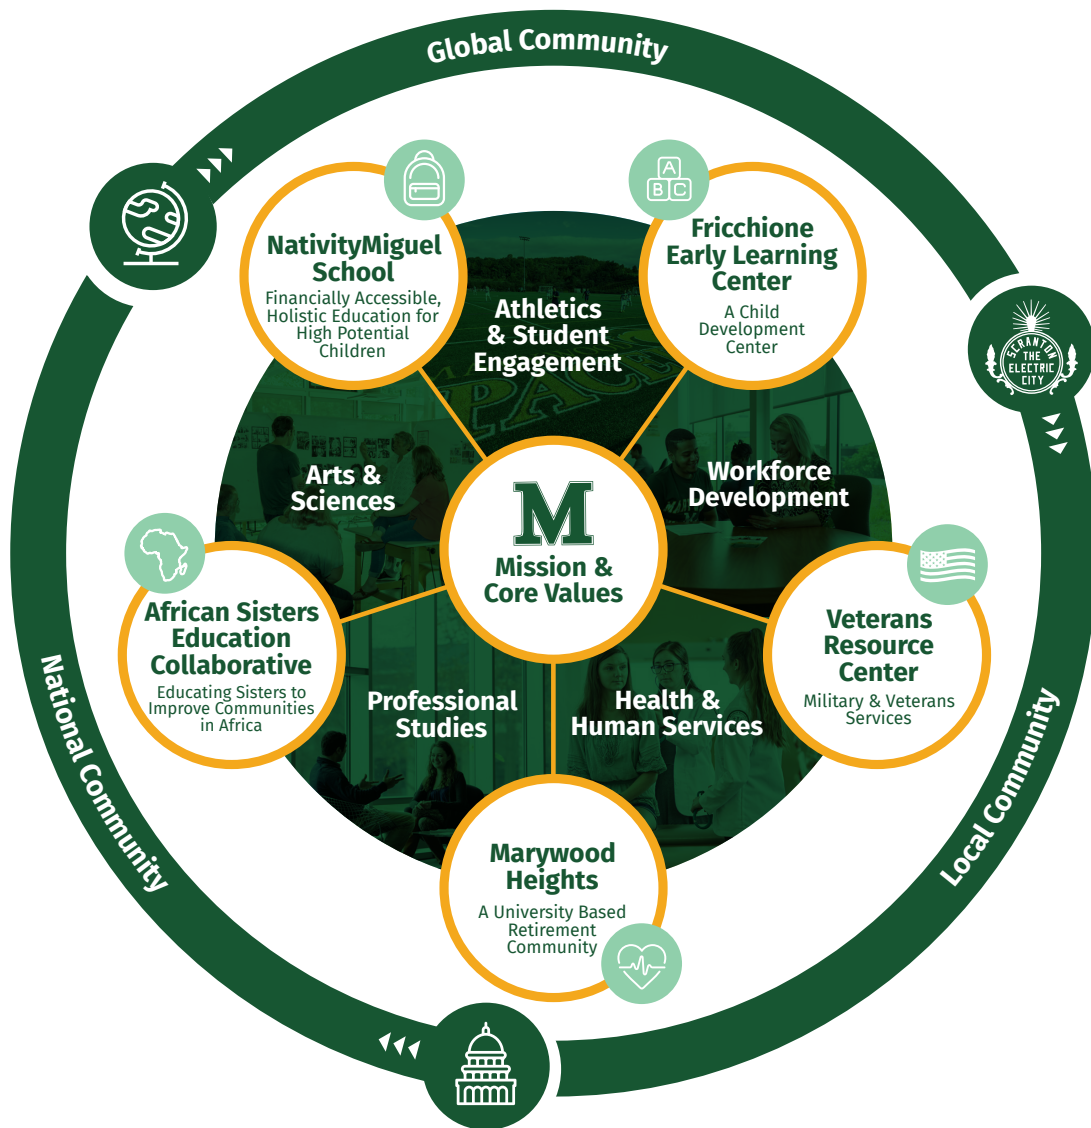 Global Community
A
B C
NativityMiguel
School
Financially Accessible,
Holistic Education for
High Potential
Children
Fricchione
Early Learning
Center
A Child
Development
Center
Athletics
& Student
Engagement
PACE
SCRANTON
THE
ELECTRIC
CITY
Arts &
Sciences
Workforce
Development
M
Mission &
Core Values
African Sisters
Education
Collaborative
Educating Sisters to
Improve Communities
in Africa
Veterans
Resource
Center
Military & Veterans
Services
Professional
Studies
Health &
Human Services
National Community
Local Community
Marywood
Heights
A University Based
Retirement
Community